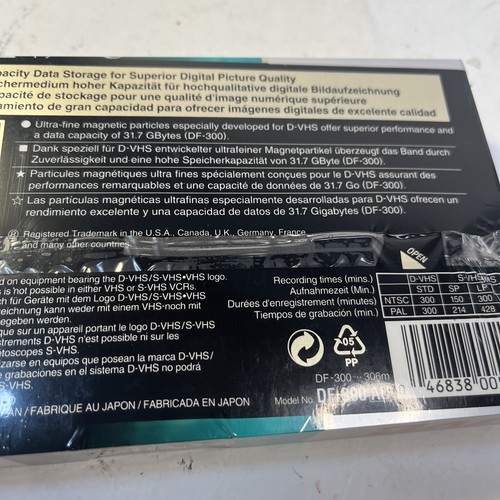 pacity Data Storage for Superior Digital Picture Quality
chermedium hoher Kapazität für hochqualitative digitale Bildaufzeichnung
pacité de stockage pour une qualité d'image numérique supérieure
amiento de gran capacidad para ofrecer imágenes digitales de excelente calidad
● Ultra-fine magnetic particles especially developed for D-VHS offer superior performance and
a data capacity of 31.7 GBytes (DF-300).
■ Dank speziell für D-VHS entwickelter ultrafeiner Magnetpartikel überzeugt das Band durch
Zuverlässigkeit und eine hohe Speicherkapazität von 31.7 GByte (DF-300).
★ Particules magnétiques ultra fines spécialement conçues pour le D-VHS assurant des
performances remarquables et une capacité de données de 31.7 Go (DF-300).
☆ Las partículas magnéticas ultrafinas especialmente desarrolladas para D-VHS ofrecen un
rendimiento excelente y una capacidad de datos de 31.7 Gigabytes (DF-300).
® Registered Trademark in the U.S.A., Canada, U.K., Germany, France
and many other countries
OPEN
d on equipment bearing the D-VHS/S-VHS•VHS logo.
is not possible in either VHS or S-VHS VCRs.
ch für Geräte mit dem Logo D-VHS/S-VHS•VHS
zeichnung kann weder mit einem VHS-noch mit
egeben werden.
que sur un appareil portant le logo D-VHS/S-VHS
strements D-VHS n'est possible ni sur les
étoscopes S-VHS.
izarse en equipos que posean la marca D-VHS/
e grabaciones en el sistema D-VHS no podrá
S-VHS.
Recording times (mins.)
Aufnahmezeit (Min.)
Durées d'enregistrement (minutes)
Tiempos de grabación (min.)
D-VHS S-VHS
STD SP LP
NTSC 300 150 300
PAL 300 214 428
05
PP
DF-300 306m
Model No. DF-300
46838 00
AN / FABRIQUE AU JAPON / FABRICADA EN JAPON